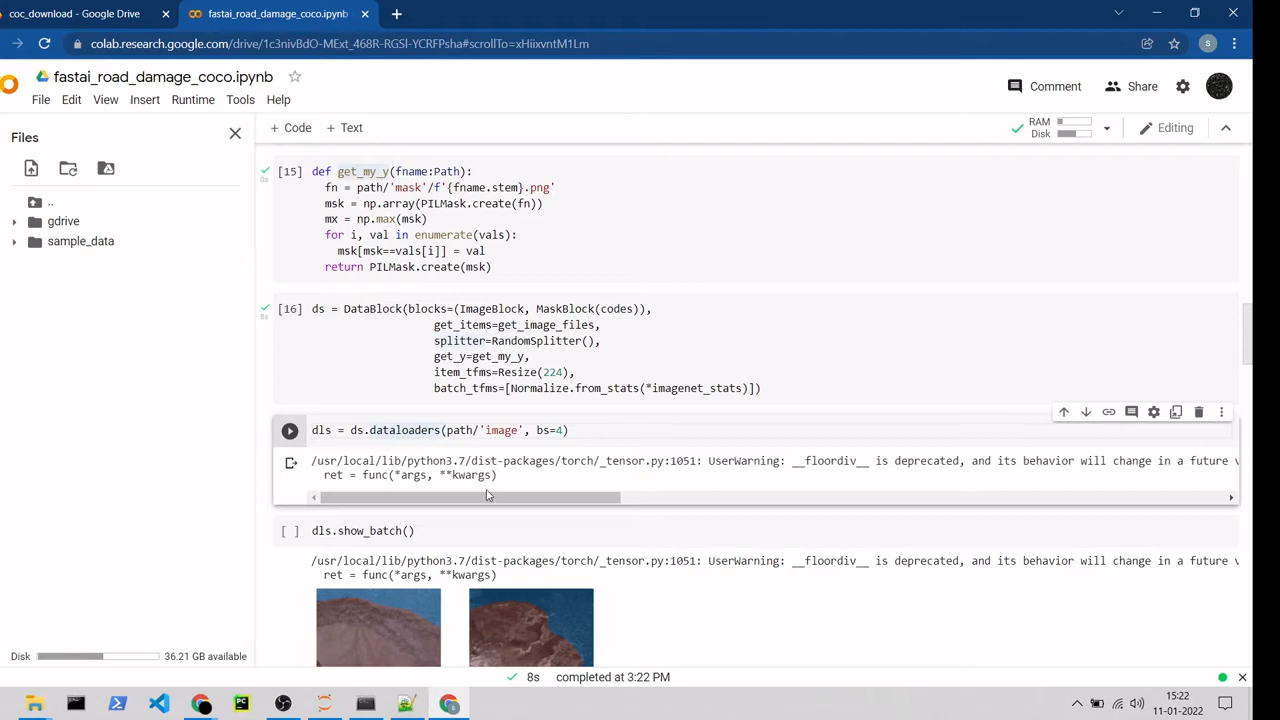 coc_download - Google Drive
fastai_road_damage_coco.ipynb
colab.research.google.com/drive/1c3nivBdO-MExt_468R-RGSl-YCRFPsha#scrollTo=xHiixvntM1Lm
S
fastai_road_damage_coco.ipynb
File Edit View Insert Runtime Tools Help
Comment Share
Files
+ Code + Text
RAM
Disk
Editing
..
gdrive
sample_data
[15] def get_my_y(fname:Path):
fn = path/'mask'/f'{fname.stem}.png'
msk = np.array(PILMask.create(fn))
mx = np.max(msk)
for i, val in enumerate(vals):
msk[msk==vals[i]] = val
return PILMask.create(msk)
0s
[16] ds = DataBlock(blocks=(ImageBlock, MaskBlock(codes)),
get_items=get_image_files,
splitter=RandomSplitter(),
get_y=get_my_y,
item_tfms=Resize(224),
batch_tfms=[Normalize.from_stats(*imagenet_stats)])
8s
dls = ds.dataloaders(path/'image', bs=4)
/usr/local/lib/python3.7/dist-packages/torch/_tensor.py:1051: UserWarning: __floordiv__ is deprecated, and its behavior will change in a future v
ret = func(*args, **kwargs)
[ ] dls.show_batch()
/usr/local/lib/python3.7/dist-packages/torch/_tensor.py:1051: UserWarning: __floordiv__ is deprecated, and its behavior will change in a future v
ret = func(*args, **kwargs)
Disk 36.21 GB available
8s completed at 3:22 PM
PC
15:22
11-01-2022